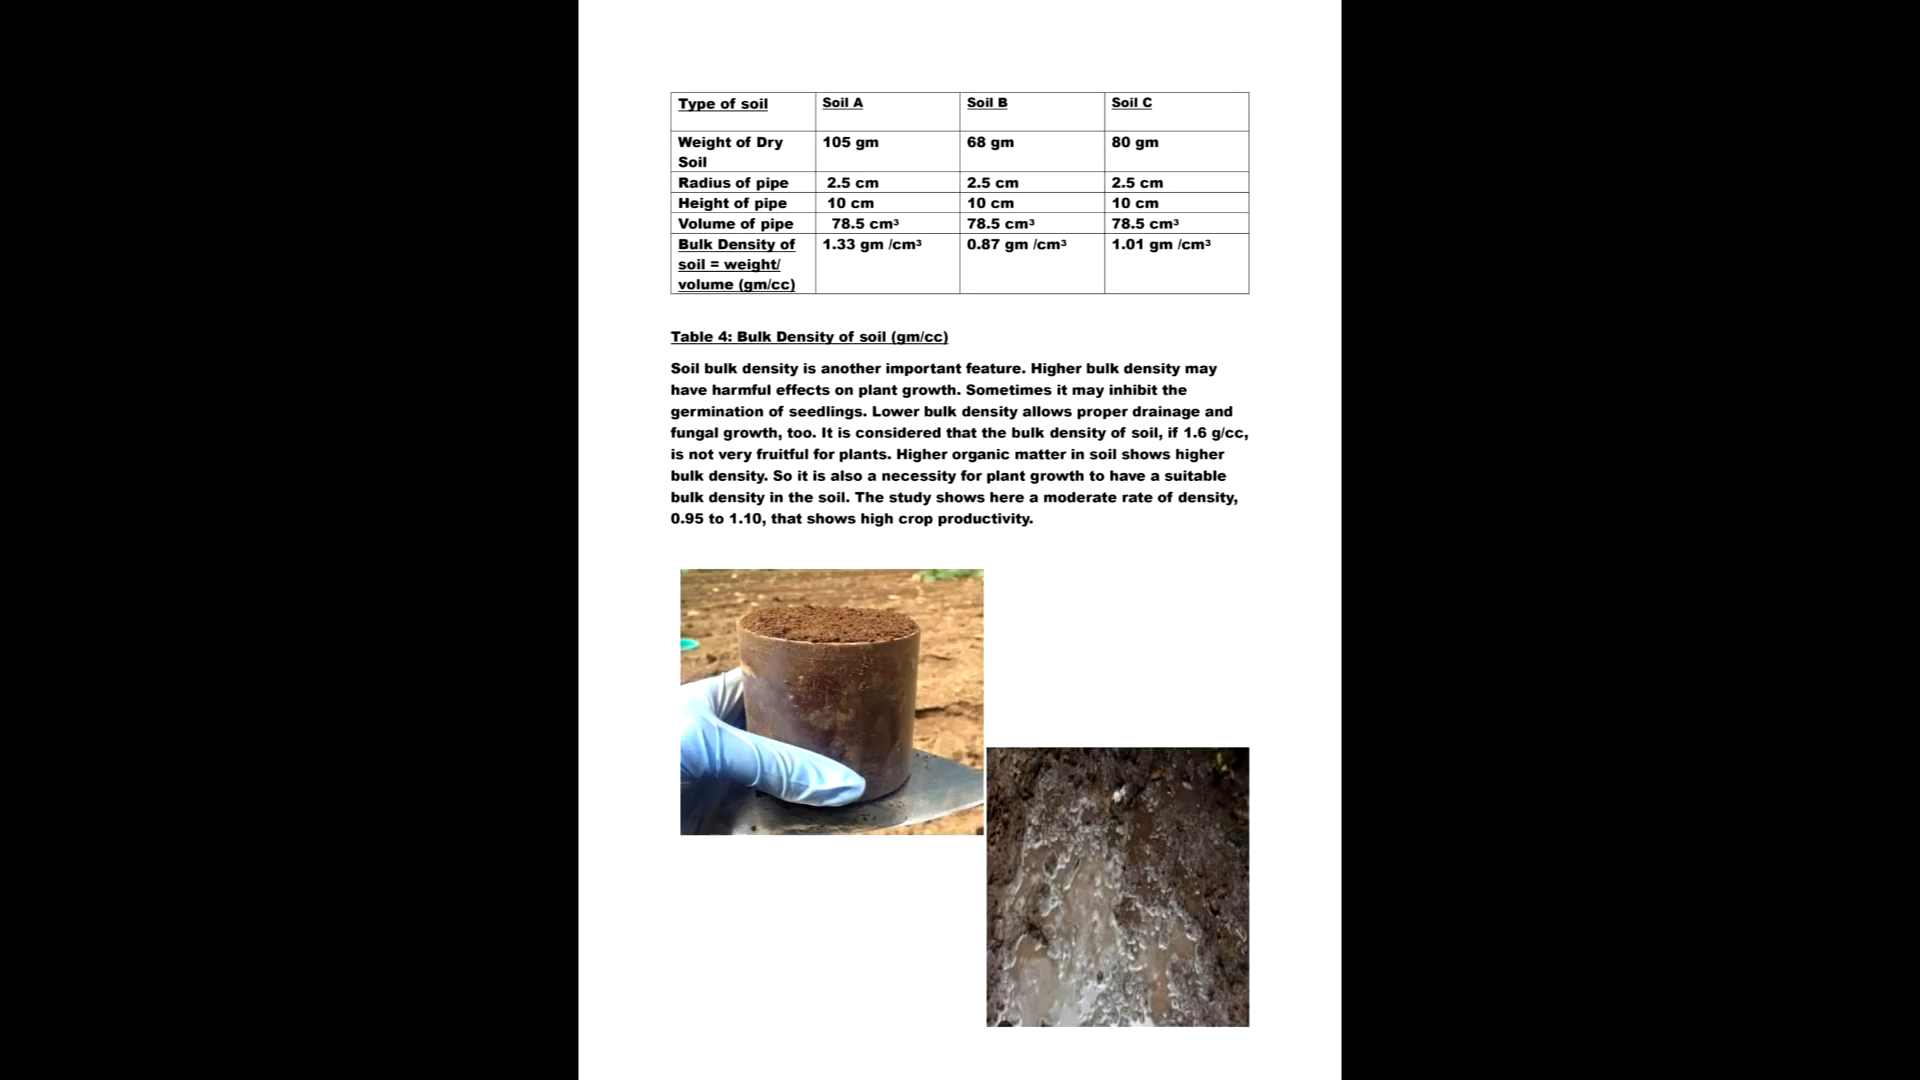 Type of soil Soil A Soil B Soil C
Weight of Dry 105 gm 68 gm 80 gm
Soil
Radius of pipe 2.5 cm 2.5 cm 2.5 cm
Height of pipe 10 cm 10 cm 10 cm
Volume of pipe 78.5 cm³ 78.5 cm³ 78.5 cm³
Bulk Density of 1.33 gm /cm³ 0.87 gm /cm³ 1.01 gm /cm³
soil = weight/
volume (gm/cc)
Table 4: Bulk Density of soil (gm/cc)
Soil bulk density is another important feature. Higher bulk density may
have harmful effects on plant growth. Sometimes it may inhibit the
germination of seedlings. Lower bulk density allows proper drainage and
fungal growth, too. It is considered that the bulk density of soil, if 1.6 g/cc,
is not very fruitful for plants. Higher organic matter in soil shows higher
bulk density. So it is also a necessity for plant growth to have a suitable
bulk density in the soil. The study shows here a moderate rate of density,
0.95 to 1.10, that shows high crop productivity.